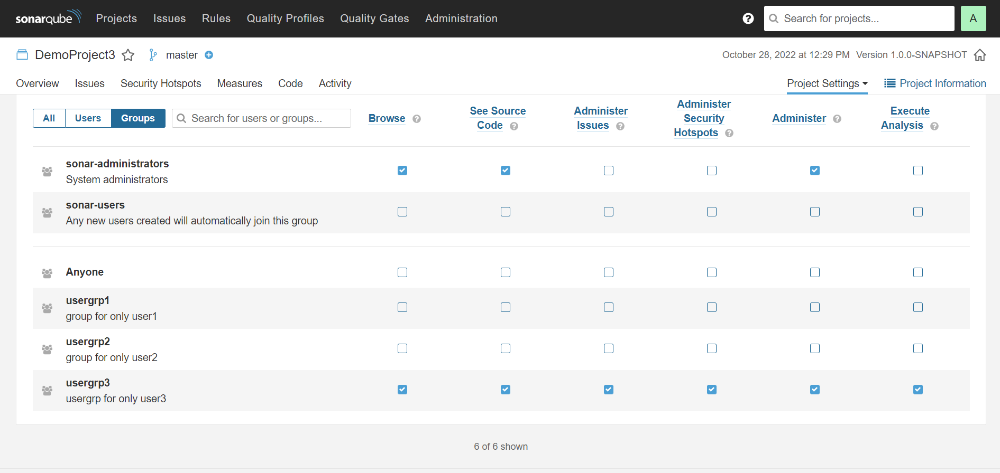 sonarqube Projects Issues Rules Quality Profiles Quality Gates Administration ? Search for projects... A
DemoProject3 master October 28, 2022 at 12:29 PM Version 1.0.0-SNAPSHOT
Overview Issues Security Hotspots Measures Code Activity Project Settings Project Information
All Users Groups Search for users or groups... Browse ? See Source Code ? Administer Issues ? Administer Security Hotspots ? Administer ? Execute Analysis ?
sonar-administrators
System administrators
sonar-users
Any new users created will automatically join this group
Anyone
usergrp1
group for only user1
usergrp2
group for only user2
usergrp3
usergrp for only user3
6 of 6 shown